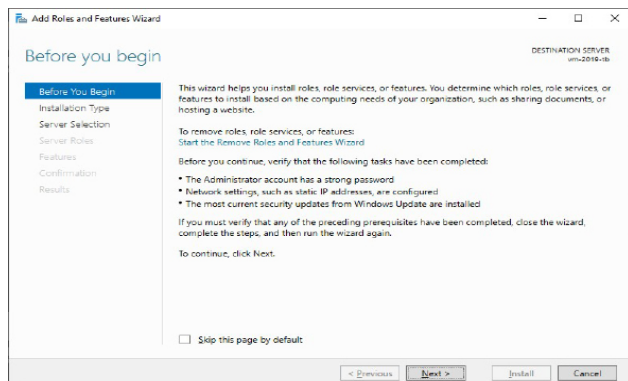 Add Roles and Features Wizard
Before you begin
DESTINATION SERVER
vm-2019-tb
Before You Begin
Installation Type
Server Selection
Server Roles
Features
Confirmation
Results
This wizard helps you install roles, role services, or features. You determine which roles, role services, or
features to install based on the computing needs of your organization, such as sharing documents, or
hosting a website.
To remove roles, role services, or features:
Start the Remove Roles and Features Wizard
Before you continue, verify that the following tasks have been completed:
• The Administrator account has a strong password
• Network settings, such as static IP addresses, are configured
• The most current security updates from Windows Update are installed
If you must verify that any of the preceding prerequisites have been completed, close the wizard,
complete the steps, and then run the wizard again.
To continue, click Next.
Skip this page by default
< Previous
Next >
Install
Cancel